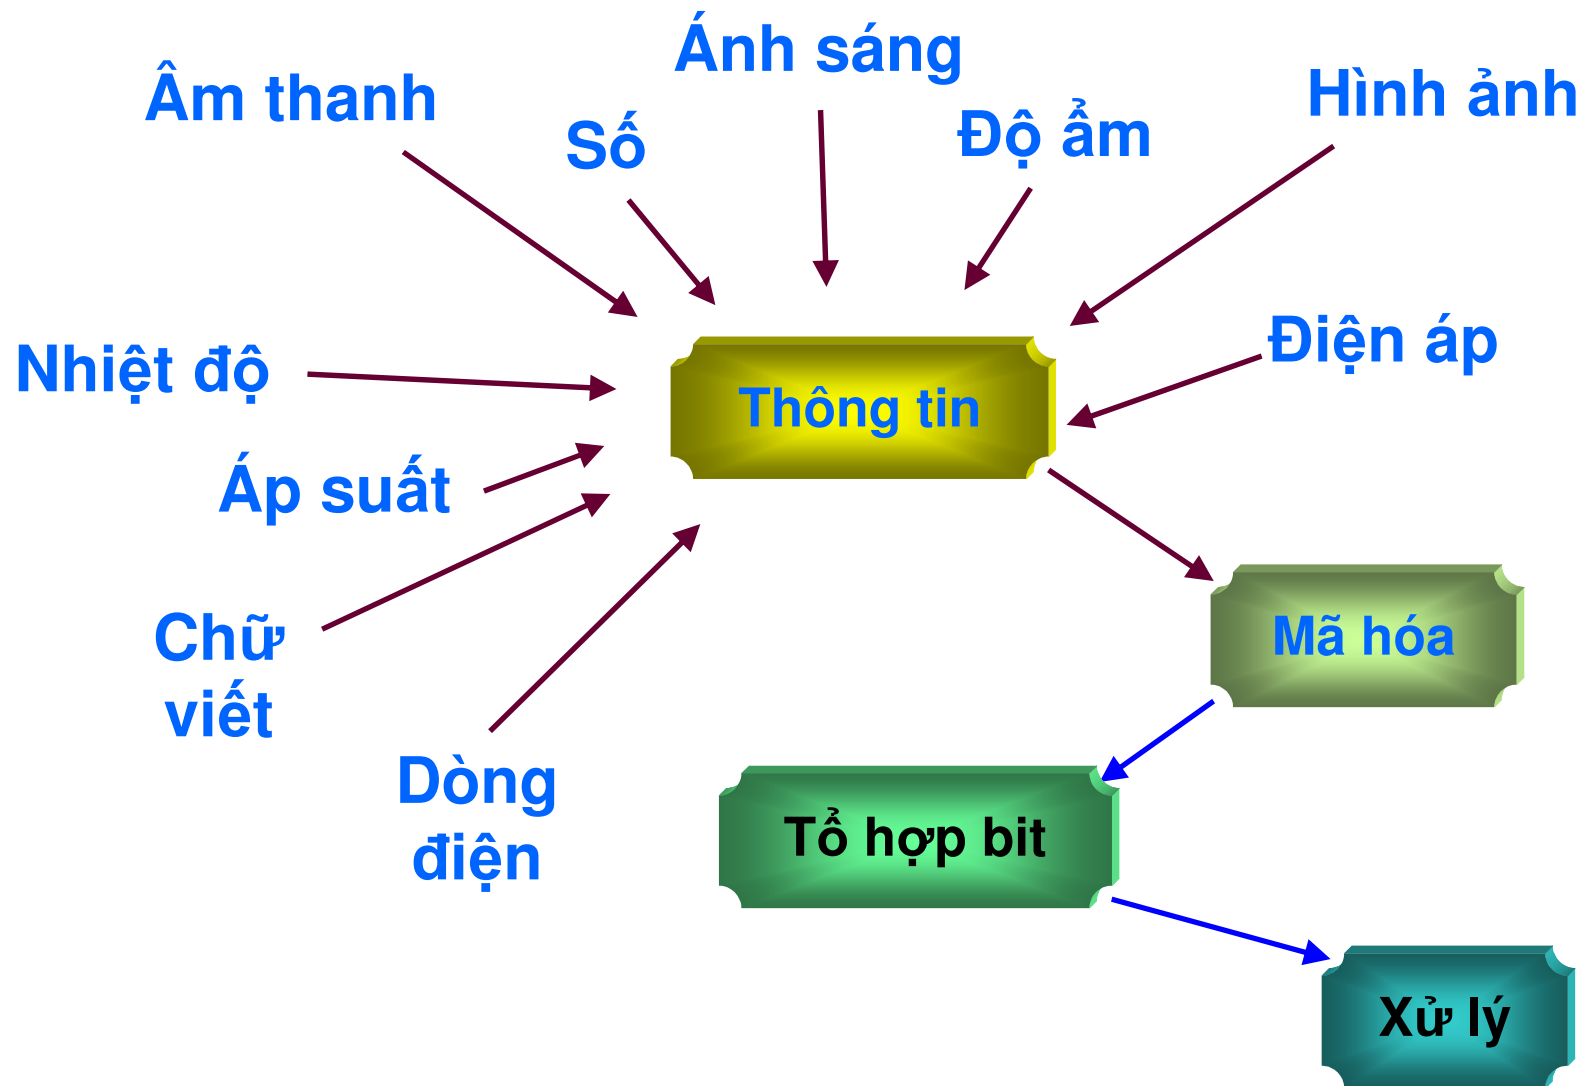 Ánh sáng
Âm thanh
Hình ảnh
Số
Độ ẩm
Nhiệt độ
Điện áp
Thông tin
Áp suất
Chữ
viết
Mã hóa
Dòng
điện
Tổ hợp bit
Xử lý